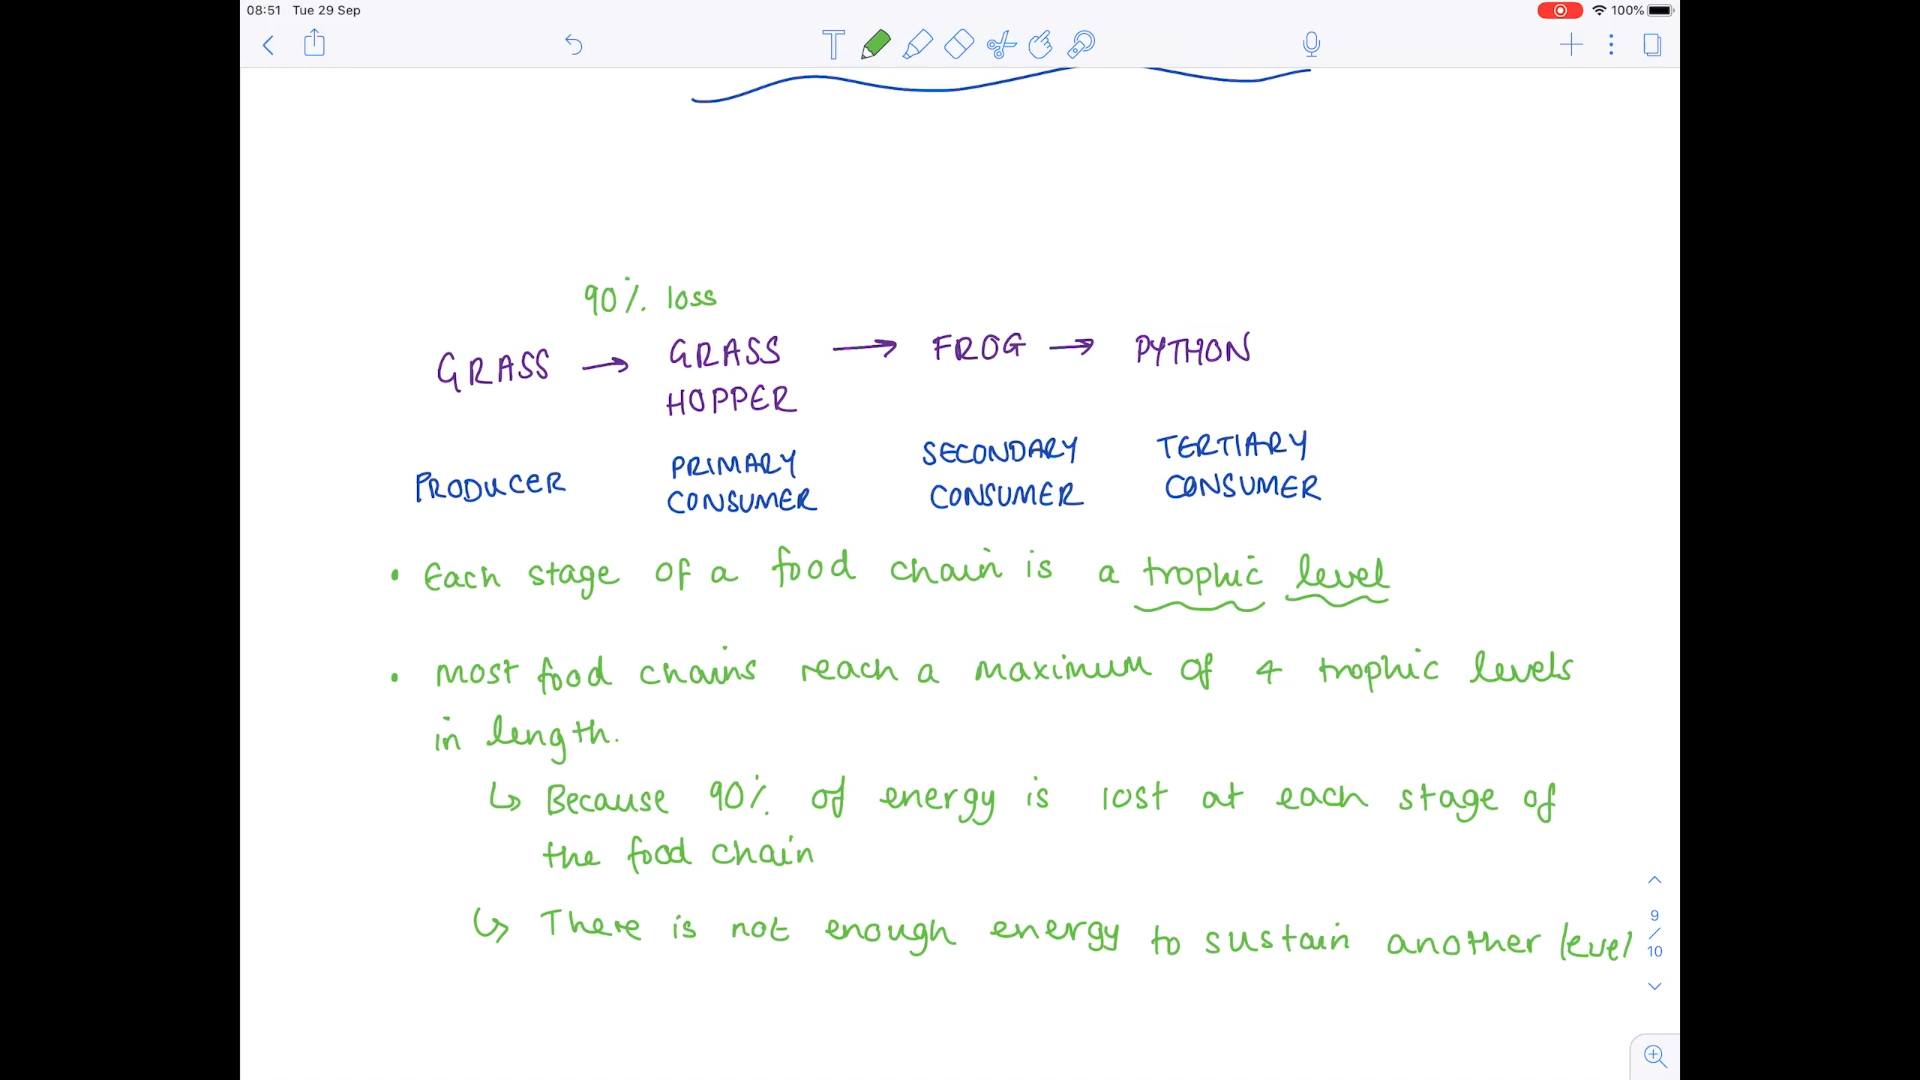 08:51 Tue 29 Sep 100%
T
90% loss
GRASS → GRASS → FROG → PYTHON
HOPPER
PRODUCER PRIMARY SECONDARY TERTIARY
CONSUMER CONSUMER CONSUMER
• Each stage of a food chain is a trophic level
• Most food chains reach a maximum of 4 trophic levels
in length.
↳ Because 90% of energy is lost at each stage of
the food chain
↳ There is not enough energy to sustain another level
9
/
10